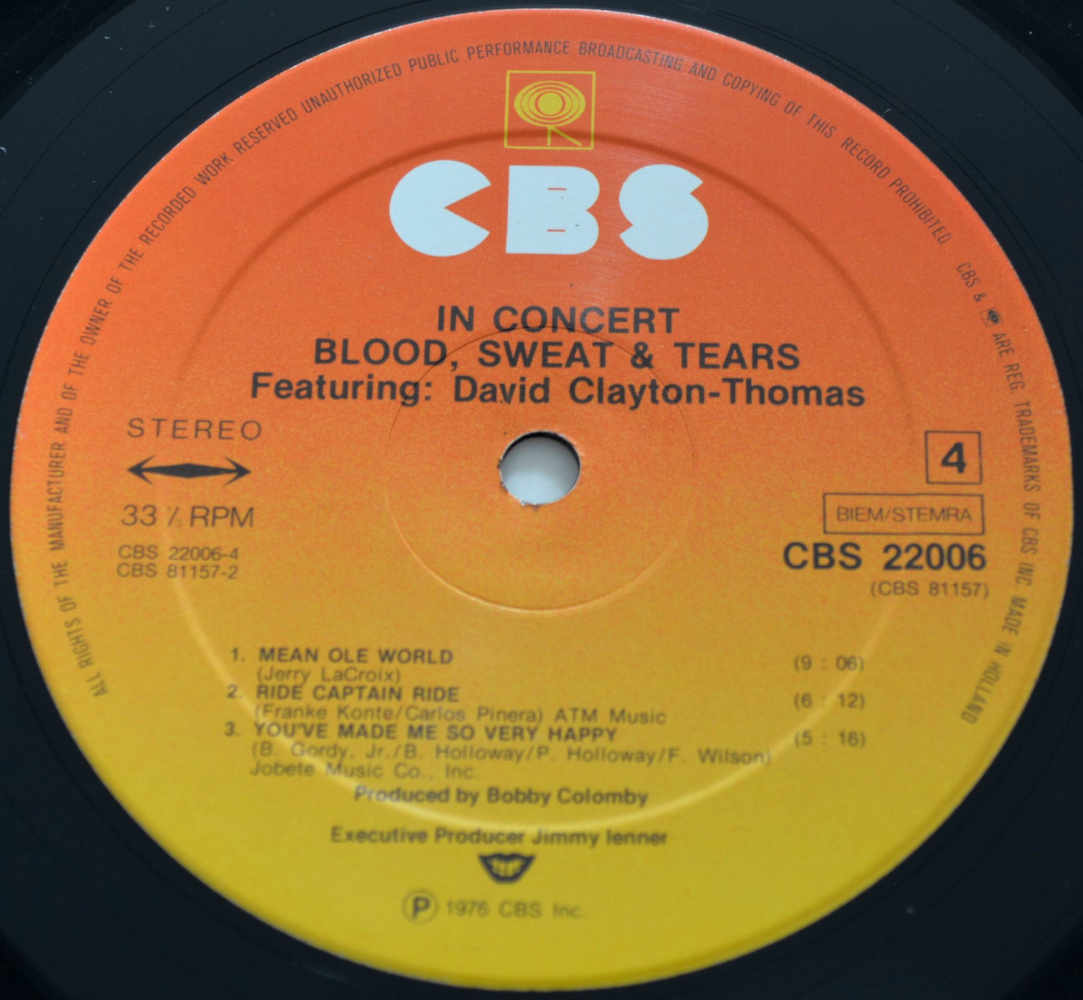 ALL RIGHTS OF THE MANUFACTURER AND OF THE OWNER OF THE RECORDED WORK RESERVED UNAUTHORIZED PUBLIC PERFORMANCE BROADCASTING AND COPYING OF THIS RECORD PROHIBITED CBS & ARE REG. TRADEMARKS OF CBS INC MADE IN HOLLAND
CBS
IN CONCERT
BLOOD, SWEAT & TEARS
Featuring: David Clayton-Thomas
STEREO
33 ⅓ RPM
CBS 22006-4
CBS 81157-2
4
BIEM/STEMRA
CBS 22006
(CBS 81157)
1. MEAN OLE WORLD (9 : 06)
(Jerry LaCroix)
2. RIDE CAPTAIN RIDE (6 : 12)
(Franke Konte/Carlos Pinera) ATM Music
3. YOU'VE MADE ME SO VERY HAPPY (5 : 16)
(B. Gordy, Jr./B. Holloway/P. Holloway/F. Wilson)
Jobete Music Co., Inc.
Produced by Bobby Colomby
Executive Producer Jimmy Ienner
℗ 1976 CBS Inc.